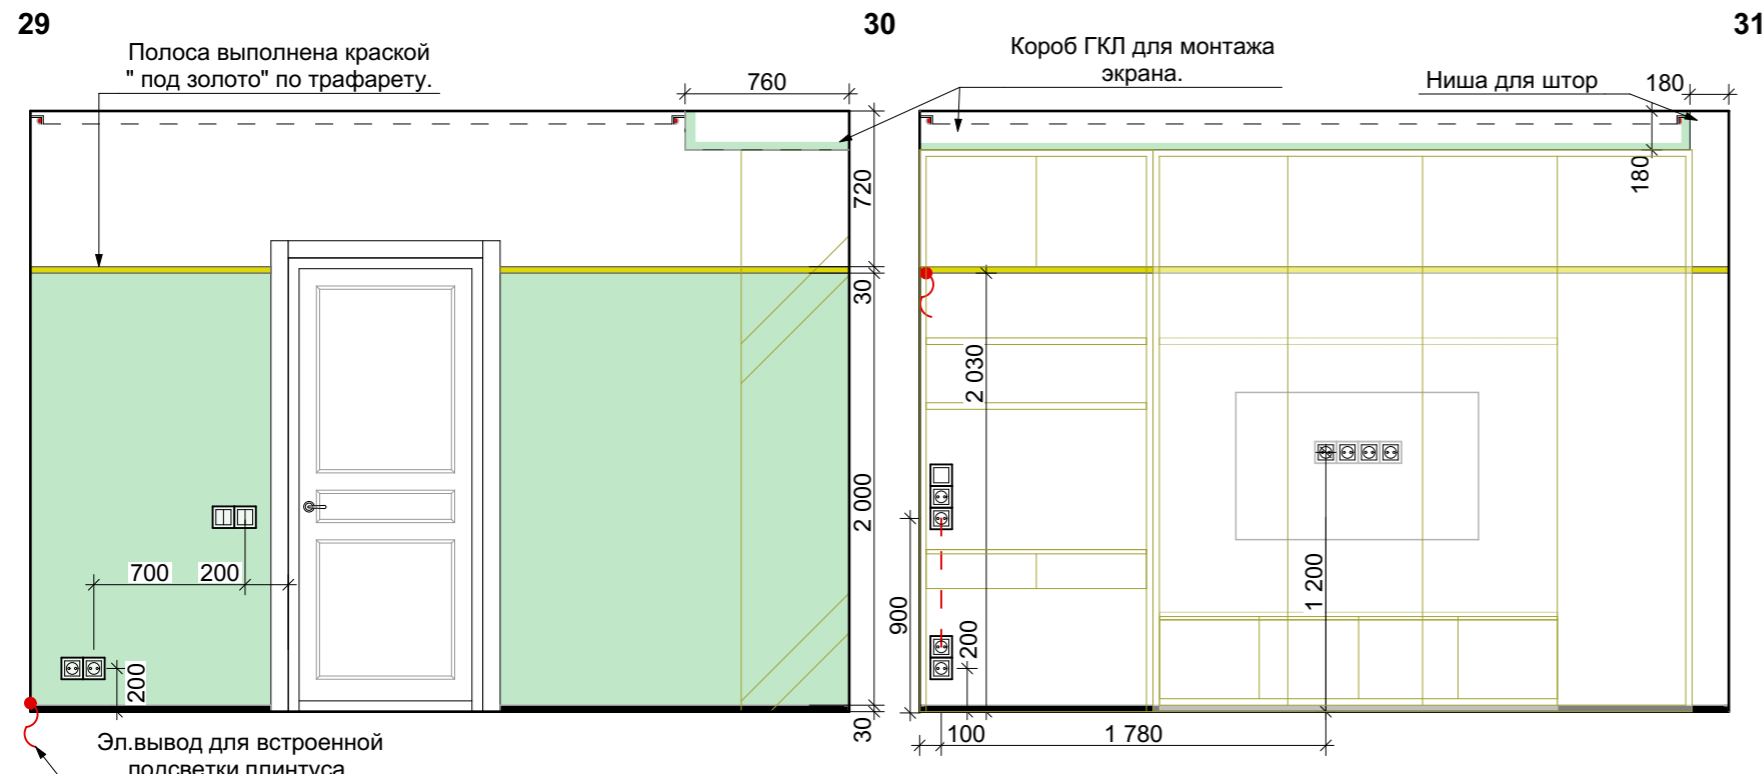 29
30
31
Полоса выполнена краской
" под золото" по трафарету.
760
Короб ГКЛ для монтажа
экрана.
Ниша для штор
180
720
180
30
2 030
2 000
700
200
200
30
900
200
1 200
100
1 780
Эл.вывод для встроенной
подсветки плинтуса